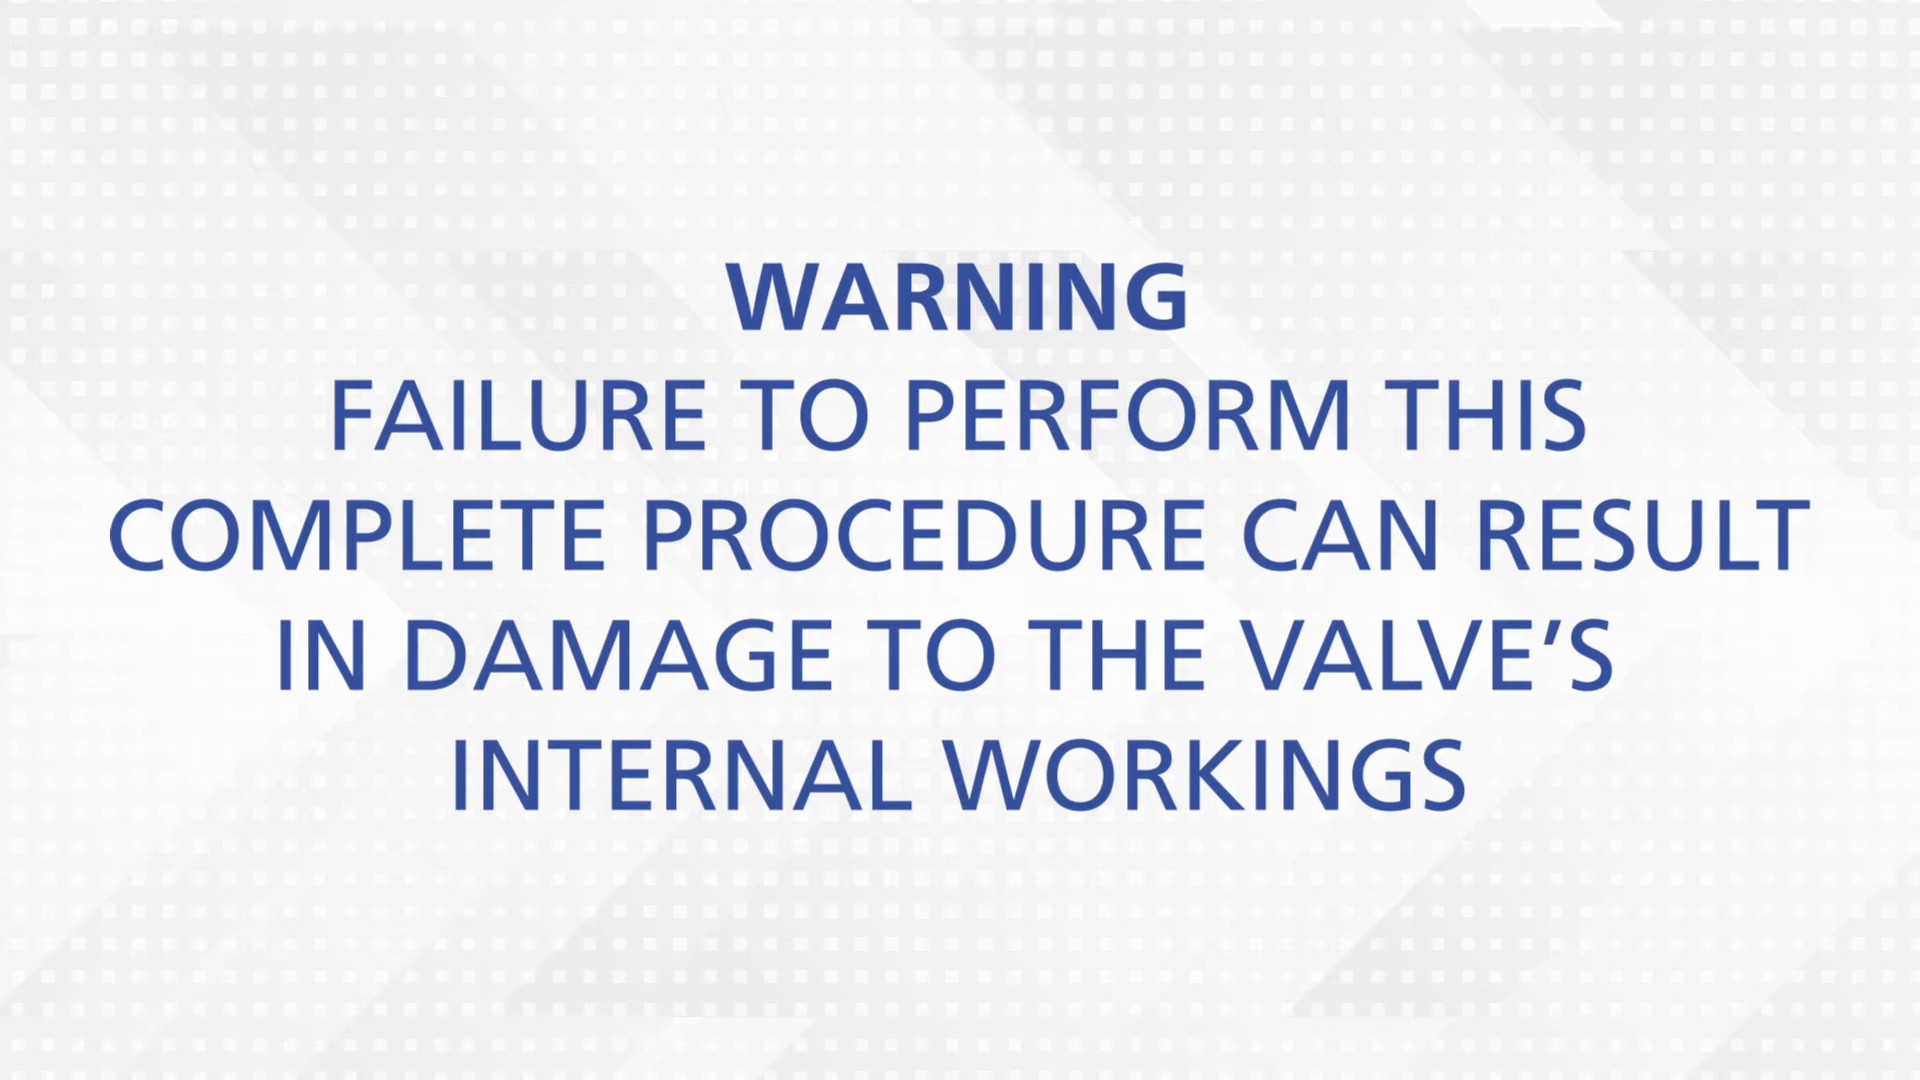 WARNING
FAILURE TO PERFORM THIS
COMPLETE PROCEDURE CAN RESULT
IN DAMAGE TO THE VALVE’S
INTERNAL WORKINGS